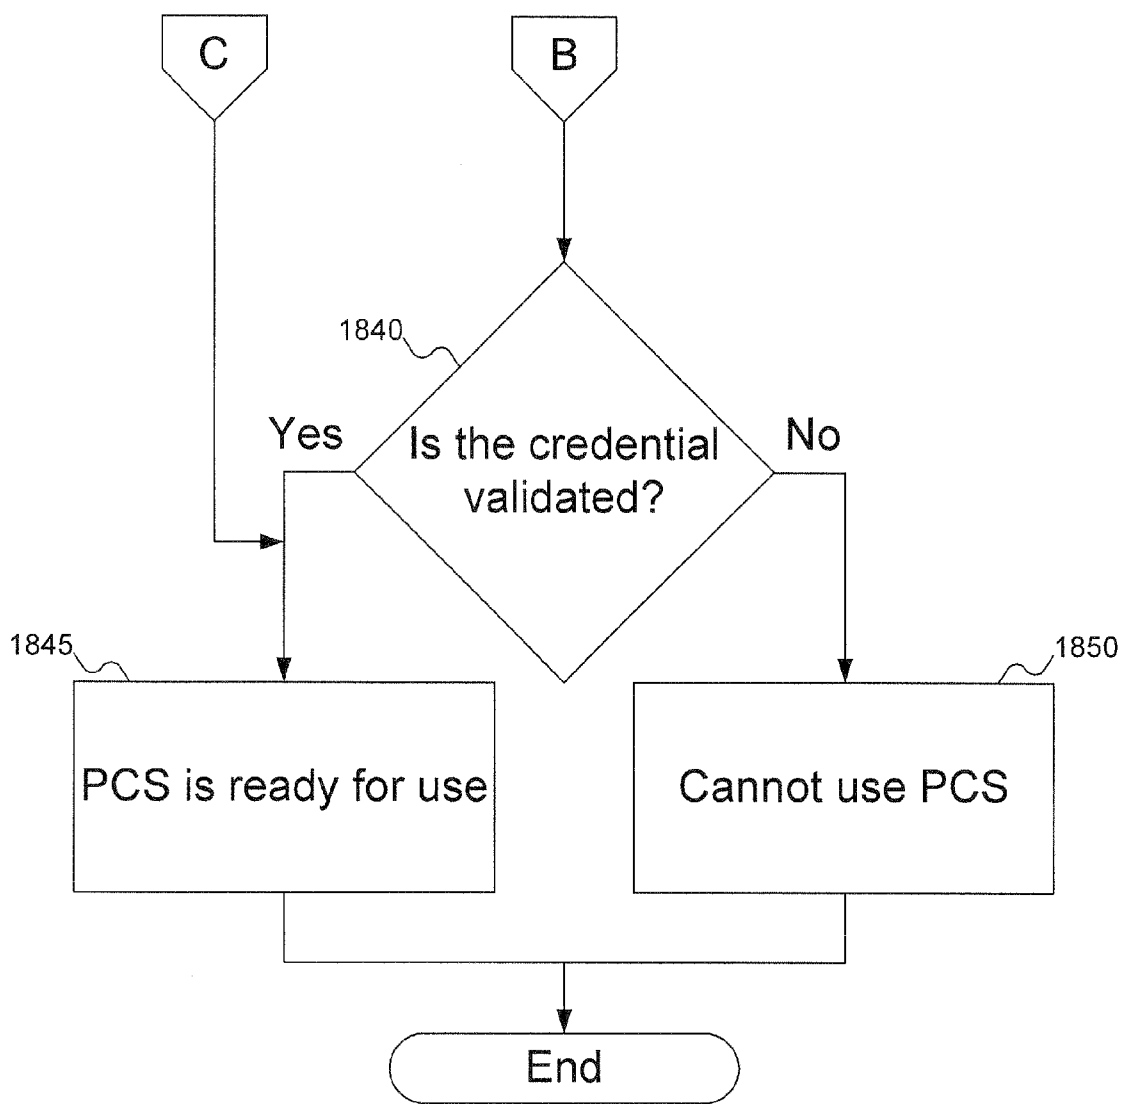 C
B
1840
Yes
Is the credential
validated?
No
1845
1850
PCS is ready for use
Cannot use PCS
End